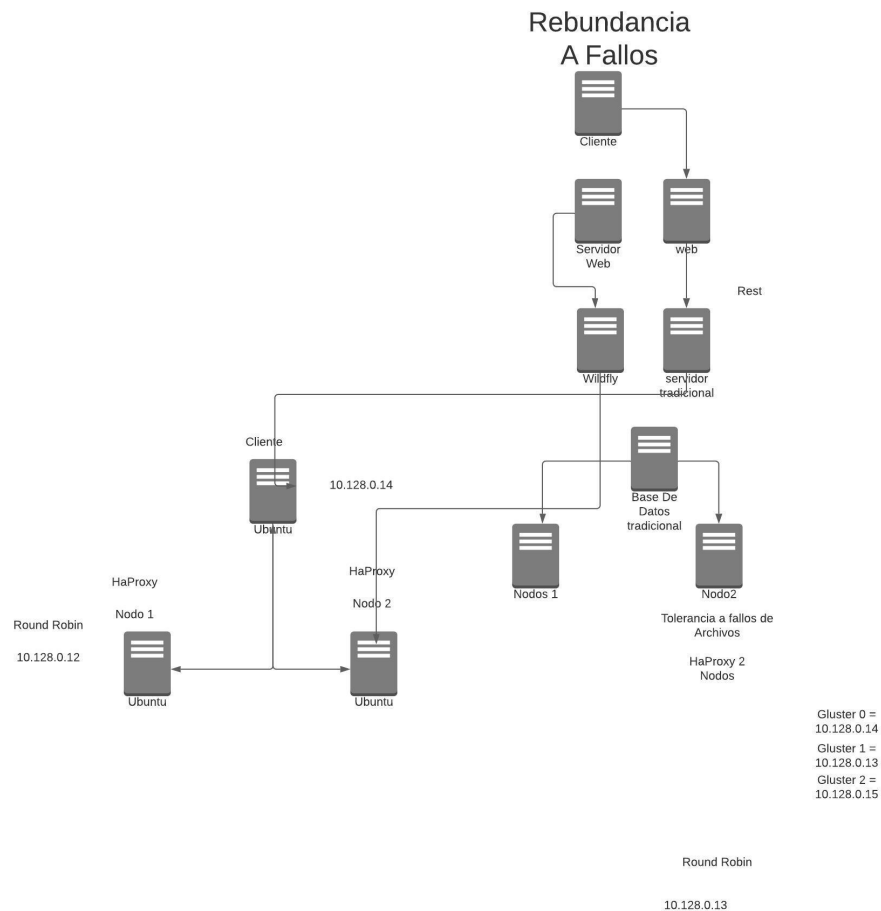 Rebundancia
A Fallos
Cliente
Servidor
Web
web
Rest
Wildfly
servidor
tradicional
Cliente
10.128.0.14
Ubuntu
Base De
Datos
tradicional
Nodos 1
Nodo2
HaProxy
Nodo 1
HaProxy
Nodo 2
Round Robin
10.128.0.12
Ubuntu
Ubuntu
Tolerancia a fallos de
Archivos
HaProxy 2
Nodos
Gluster 0 =
10.128.0.14
Gluster 1 =
10.128.0.13
Gluster 2 =
10.128.0.15
Round Robin
10.128.0.13